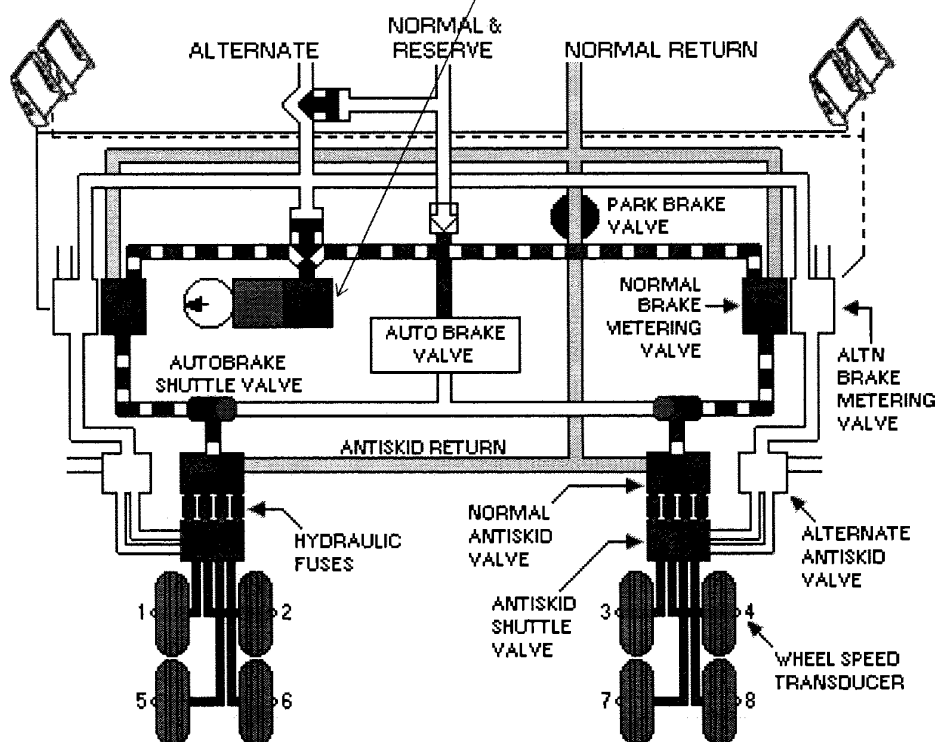 ALTERNATE
NORMAL &
RESERVE
NORMAL RETURN
PARK BRAKE
VALVE
NORMAL
BRAKE
METERING
VALVE
AUTO BRAKE
VALVE
AUTOBRAKE
SHUTTLE VALVE
ALTN
BRAKE
METERING
VALVE
ANTISKID RETURN
HYDRAULIC
FUSES
NORMAL
ANTISKID
VALVE
ALTERNATE
ANTISKID
VALVE
ANTISKID
SHUTTLE
VALVE
1
2
3
4
WHEEL SPEED
TRANSDUCER
5
6
7
8